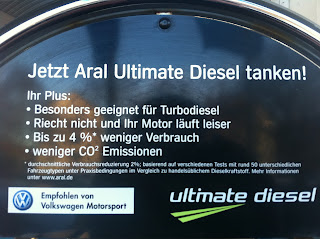 Jetzt Aral Ultimate Diesel tanken!
Ihr Plus:
• Besonders geeignet für Turbodiesel
• Riecht nicht und Ihr Motor läuft leiser
• Bis zu 4 %* weniger Verbrauch
• weniger CO² Emissionen
* durchschnittliche Verbrauchsreduzierung 2%; basierend auf verschiedenen Tests mit rund 50 unterschiedlichen
Fahrzeugtypen unter Praxisbedingungen im Vergleich zu handelsüblichem Dieselkraftstoff. Mehr Informationen
unter www.aral.de
Empfohlen von
Volkswagen Motorsport
ultimate diesel